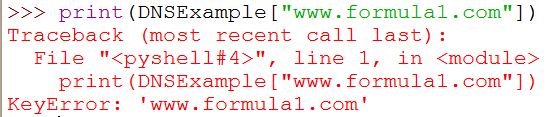 >>> print(DNSExample["www.formula1.com"])
Traceback (most recent call last):
  File "<pyshell#4>", line 1, in <module>
    print(DNSExample["www.formula1.com"])
KeyError: 'www.formula1.com'